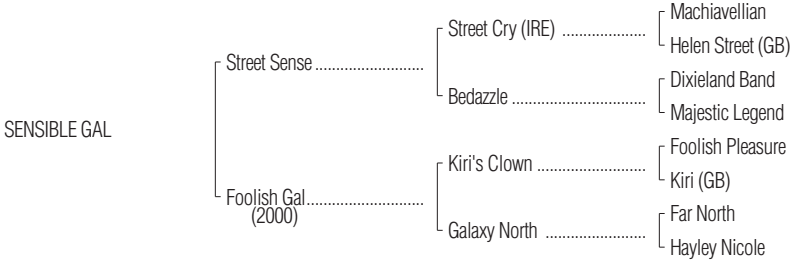 Machiavellian
Street Cry (IRE) .....................
Helen Street (GB)
Street Sense ..........................
Dixieland Band
Bedazzle ................................
Majestic Legend
SENSIBLE GAL
Foolish Pleasure
Kiri's Clown ..........................
Kiri (GB)
Foolish Gal............................
(2000)
Far North
Galaxy North ........................
Hayley Nicole